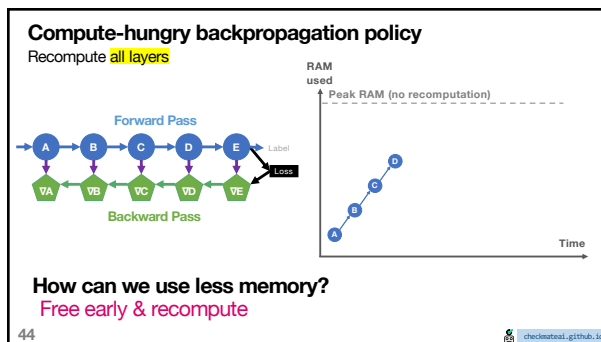 Compute-hungry backpropagation policy
Recompute all layers
RAM
used
Peak RAM (no recomputation)
Forward Pass
A B C D E Label
Loss
∇A ∇B ∇C ∇D ∇E
Backward Pass
D
C
B
A
Time
How can we use less memory?
Free early & recompute
44
checkmateai.github.io